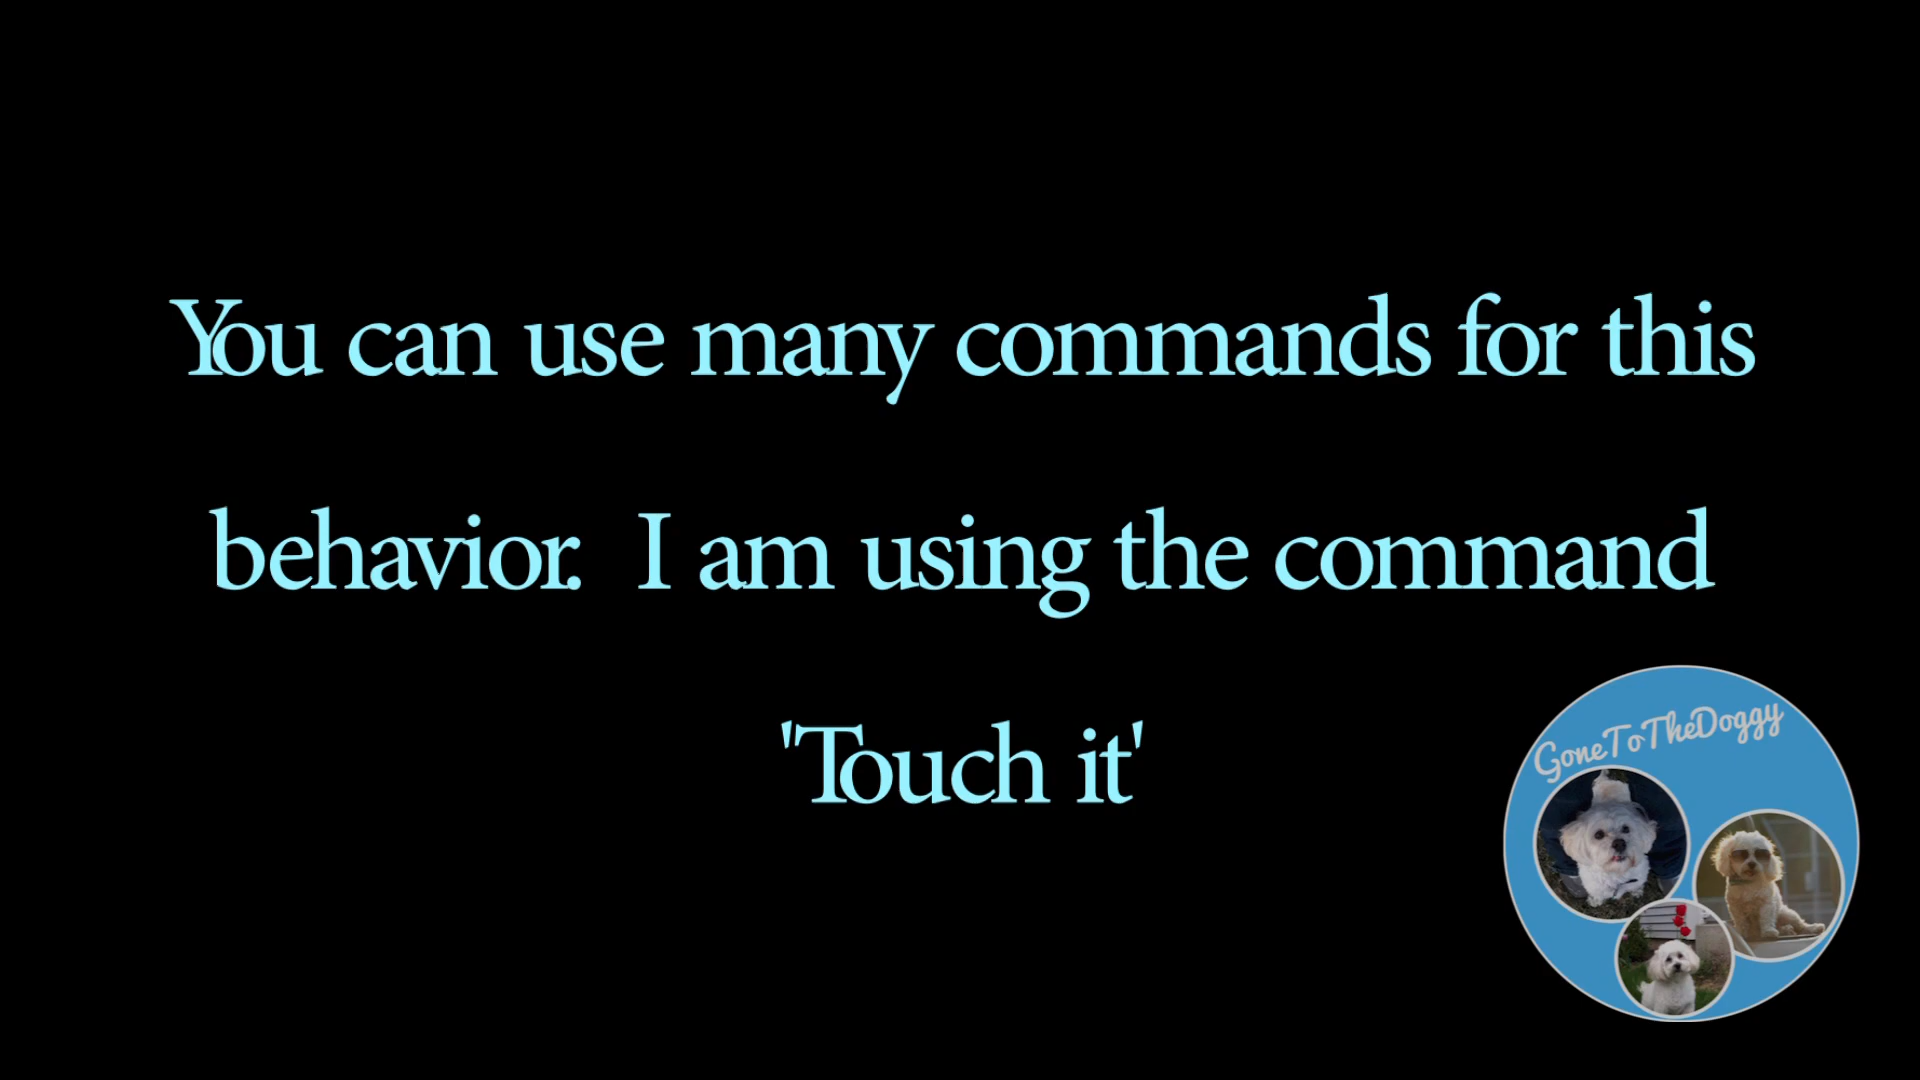 You can use many commands for this
behavior.  I am using the command
'Touch it'
GoneToTheDoggy